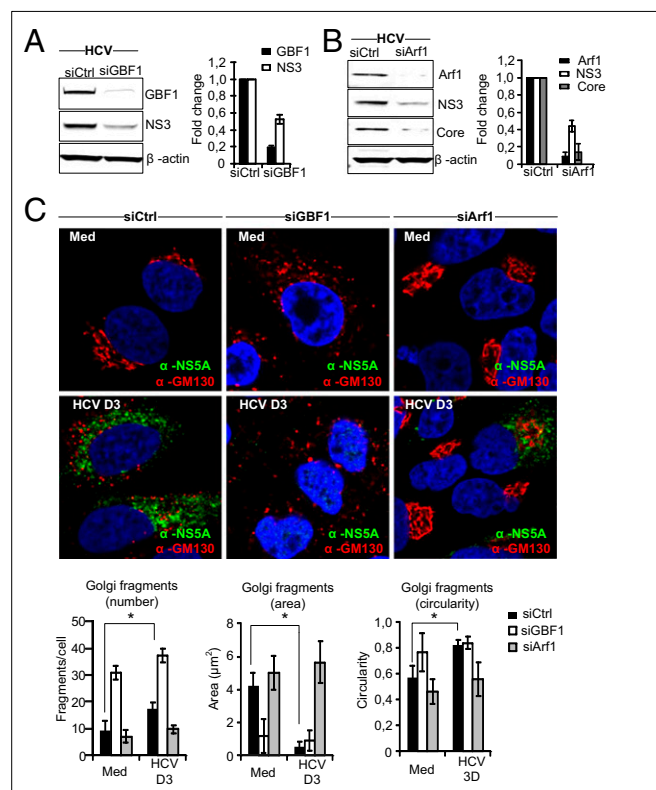 A
HCV
siCtrl siGBF1
GBF1
NS3
β -actin
GBF1
NS3
Fold change
1,2
1
0,8
0,6
0,4
0,2
0
siCtrl siGBF1
B
HCV
siCtrl siArf1
Arf1
NS3
Core
β -actin
Arf1
NS3
Core
Fold change
1,2
1
0,8
0,6
0,4
0,2
0
siCtrl siArf1
C
siCtrl siGBF1 siArf1
Med
α -NS5A
α -GM130
Med
α -NS5A
α -GM130
Med
α -NS5A
α -GM130
HCV D3
α -NS5A
α -GM130
HCV D3
α -NS5A
α -GM130
HCV D3
α -NS5A
α -GM130
Golgi fragments
(number)
Fragments/cell
50
40
30
20
10
0
*
Med HCV
D3
Golgi fragments
(area)
Area (µm²)
8
6
4
2
0
*
Med HCV
D3
Golgi fragments
(circularity)
Circularity
1,0
0,8
0,6
0,4
0,2
0
*
Med HCV
3D
siCtrl
siGBF1
siArf1